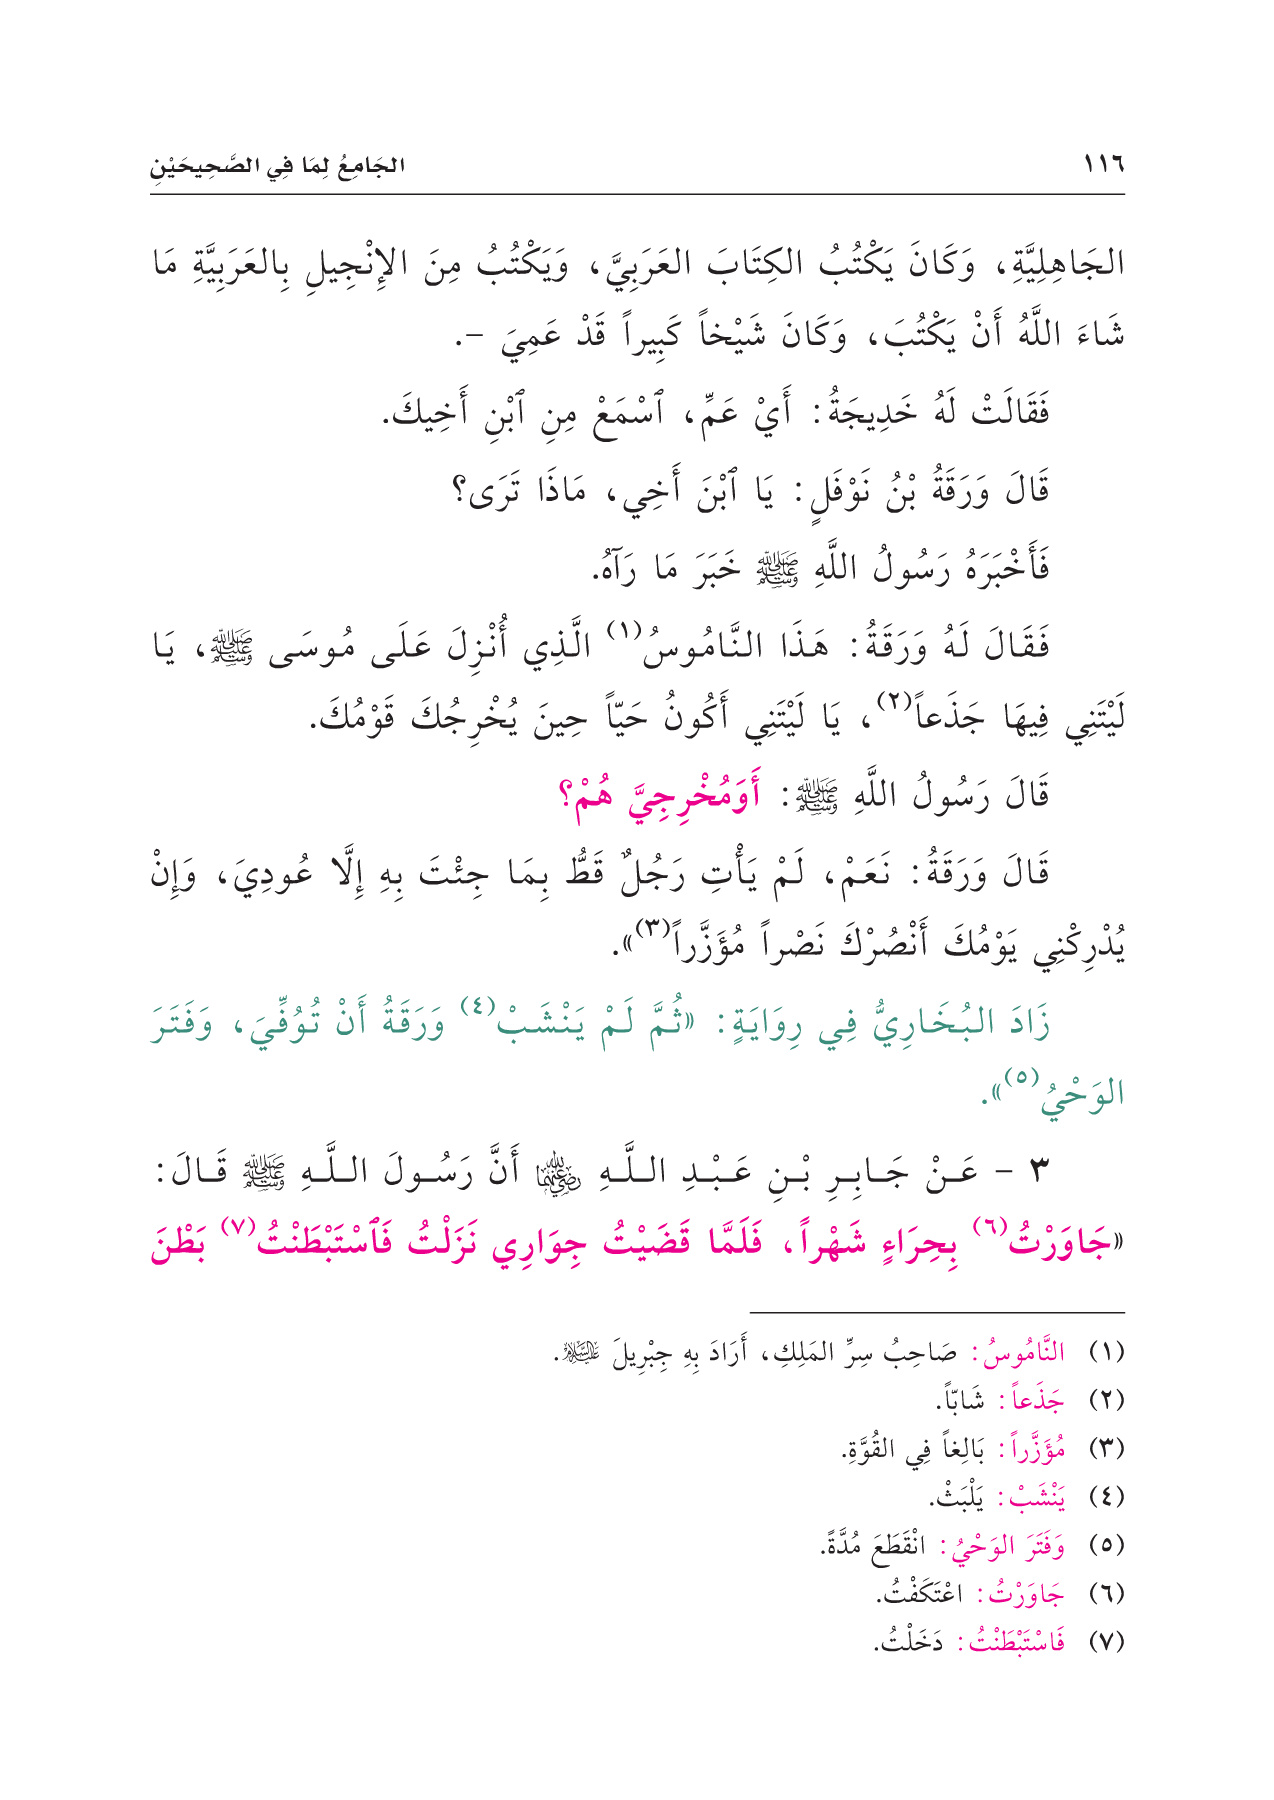 ١١٦ الجَامِعُ لِمَا فِي الصَّحِيحَيْنِ
الجَاهِلِيَّةِ، وَكَانَ يَكْتُبُ الكِتَابَ العَرَبِيَّ، وَيَكْتُبُ مِنَ الإِنْجِيلِ بِالعَرَبِيَّةِ مَا
شَاءَ اللَّهُ أَنْ يَكْتُبَ، وَكَانَ شَيْخاً كَبِيراً قَدْ عَمِيَ -.
فَقَالَتْ لَهُ خَدِيجَةُ: أَيْ عَمِّ، ٱسْمَعْ مِنِ ٱبْنِ أَخِيكَ.
قَالَ وَرَقَةُ بْنُ نَوْفَلٍ: يَا ٱبْنَ أَخِي، مَاذَا تَرَى؟
فَأَخْبَرَهُ رَسُولُ اللَّهِ ﷺ خَبَرَ مَا رَآهُ.
فَقَالَ لَهُ وَرَقَةُ: هَذَا النَّامُوسُ(١) الَّذِي أُنْزِلَ عَلَى مُوسَى ﷺ، يَا
لَيْتَنِي فِيهَا جَذَعاً(٢)، يَا لَيْتَنِي أَكُونُ حَيّاً حِينَ يُخْرِجُكَ قَوْمُكَ.
قَالَ رَسُولُ اللَّهِ ﷺ: أَوَمُخْرِجِيَّ هُمْ؟
قَالَ وَرَقَةُ: نَعَمْ، لَمْ يَأْتِ رَجُلٌ قَطُّ بِمَا جِئْتَ بِهِ إِلَّا عُودِيَ، وَإِنْ
يُدْرِكْنِي يَوْمُكَ أَنْصُرْكَ نَصْراً مُؤَزَّراً(٣)».
زَادَ البُخَارِيُّ فِي رِوَايَةٍ: «ثُمَّ لَمْ يَنْشَبْ(٤) وَرَقَةُ أَنْ تُوُفِّيَ، وَفَتَرَ
الوَحْيُ(٥)».
٣ - عَنْ جَابِرِ بْنِ عَبْدِ اللَّهِ رَضِيَ اللهُ عَنْهُمَا أَنَّ رَسُولَ اللَّهِ ﷺ قَالَ:
«جَاوَرْتُ(٦) بِحِرَاءٍ شَهْراً، فَلَمَّا قَضَيْتُ جِوَارِي نَزَلْتُ فَٱسْتَبْطَنْتُ(٧) بَطْنَ
(١) النَّامُوسُ: صَاحِبُ سِرِّ المَلِكِ، أَرَادَ بِهِ جِبْرِيلَ عَلَيْهِ السَّلَامُ.
(٢) جَذَعاً: شَابّاً.
(٣) مُؤَزَّراً: بَالِغاً فِي القُوَّةِ.
(٤) يَنْشَبْ: يَلْبَثْ.
(٥) وَفَتَرَ الوَحْيُ: انْقَطَعَ مُدَّةً.
(٦) جَاوَرْتُ: اعْتَكَفْتُ.
(٧) فَاسْتَبْطَنْتُ: دَخَلْتُ.